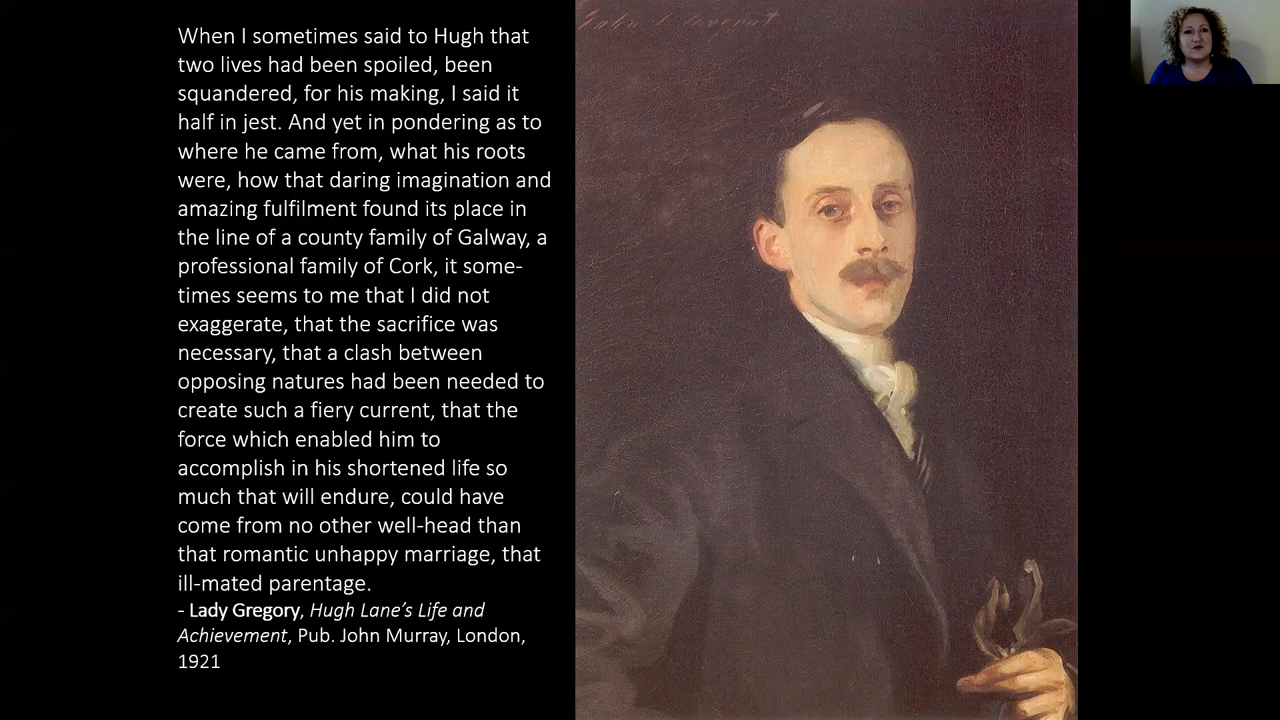 When I sometimes said to Hugh that
two lives had been spoiled, been
squandered, for his making, I said it
half in jest. And yet in pondering as to
where he came from, what his roots
were, how that daring imagination and
amazing fulfilment found its place in
the line of a county family of Galway, a
professional family of Cork, it some-
times seems to me that I did not
exaggerate, that the sacrifice was
necessary, that a clash between
opposing natures had been needed to
create such a fiery current, that the
force which enabled him to
accomplish in his shortened life so
much that will endure, could have
come from no other well-head than
that romantic unhappy marriage, that
ill-mated parentage.
- Lady Gregory, Hugh Lane’s Life and
Achievement, Pub. John Murray, London,
1921